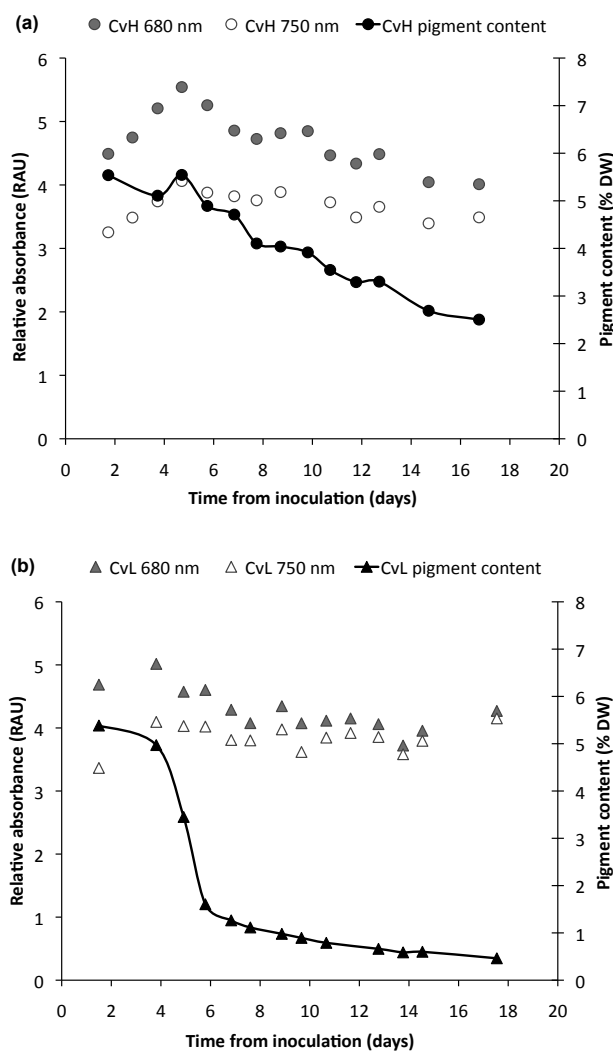 (a)
CvH 680 nm CvH 750 nm CvH pigment content
6 8
5 7
4 6
3 5
2 4
1 3
0 2
1
0
Relative absorbance (RAU)
Pigment content (% DW)
0 2 4 6 8 10 12 14 16 18 20
Time from inoculation (days)
(b)
CvL 680 nm CvL 750 nm CvL pigment content
6 8
5 7
4 6
3 5
2 4
1 3
0 2
1
0
Relative absorbance (RAU)
Pigment content (% DW)
0 2 4 6 8 10 12 14 16 18 20
Time from inoculation (days)